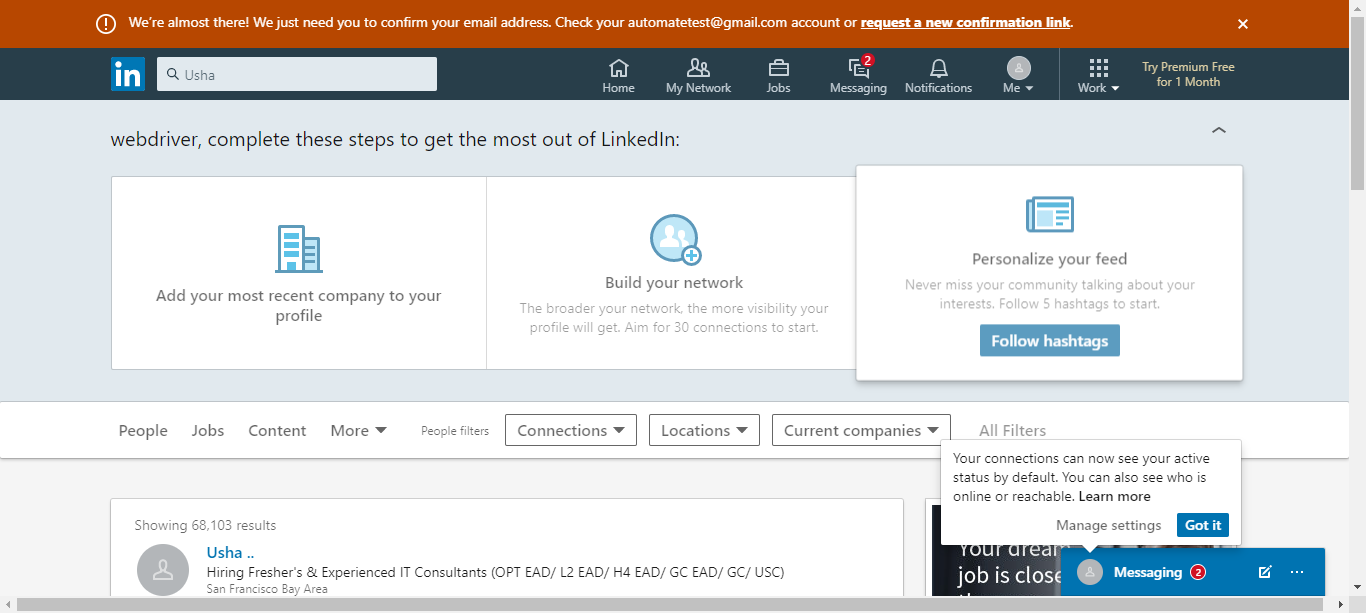 We're almost there! We just need you to confirm your email address. Check your automatetest@gmail.com account or request a new confirmation link.
in
Usha
Home
My Network
Jobs
2
Messaging
Notifications
Me
Work
Try Premium Free
for 1 Month
webdriver, complete these steps to get the most out of LinkedIn:
Add your most recent company to your
profile
Build your network
The broader your network, the more visibility your
profile will get. Aim for 30 connections to start.
Personalize your feed
Never miss your community talking about your
interests. Follow 5 hashtags to start.
Follow hashtags
People Jobs Content More People filters Connections Locations Current companies All Filters
Your connections can now see your active
status by default. You can also see who is
online or reachable. Learn more
Manage settings Got it
Showing 68,103 results
Usha ..
Hiring Fresher's & Experienced IT Consultants (OPT EAD/ L2 EAD/ H4 EAD/ GC EAD/ GC/ USC)
San Francisco Bay Area
Your dream
job is close
Messaging 2